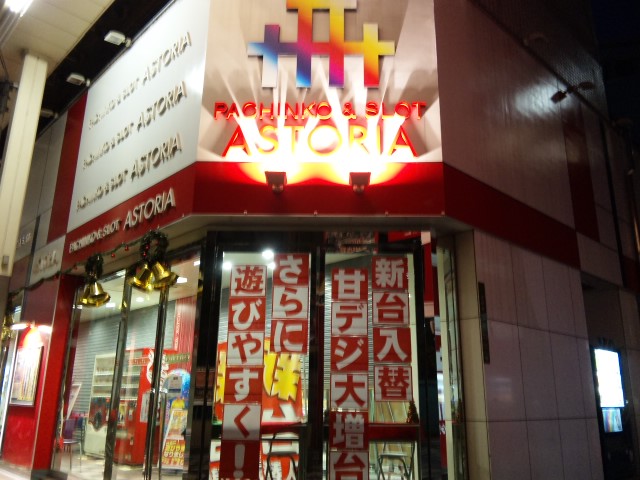 PACHINKO & SLOT
ASTORIA
PACHINKO & SLOT ASTORIA
PACHINKO & SLOT ASTORIA
PACHINKO & SLOT ASTORIA
PACHINKO & SLOT ASTORIA
新台入替
甘デジ大増台
さらに
遊びやすく!